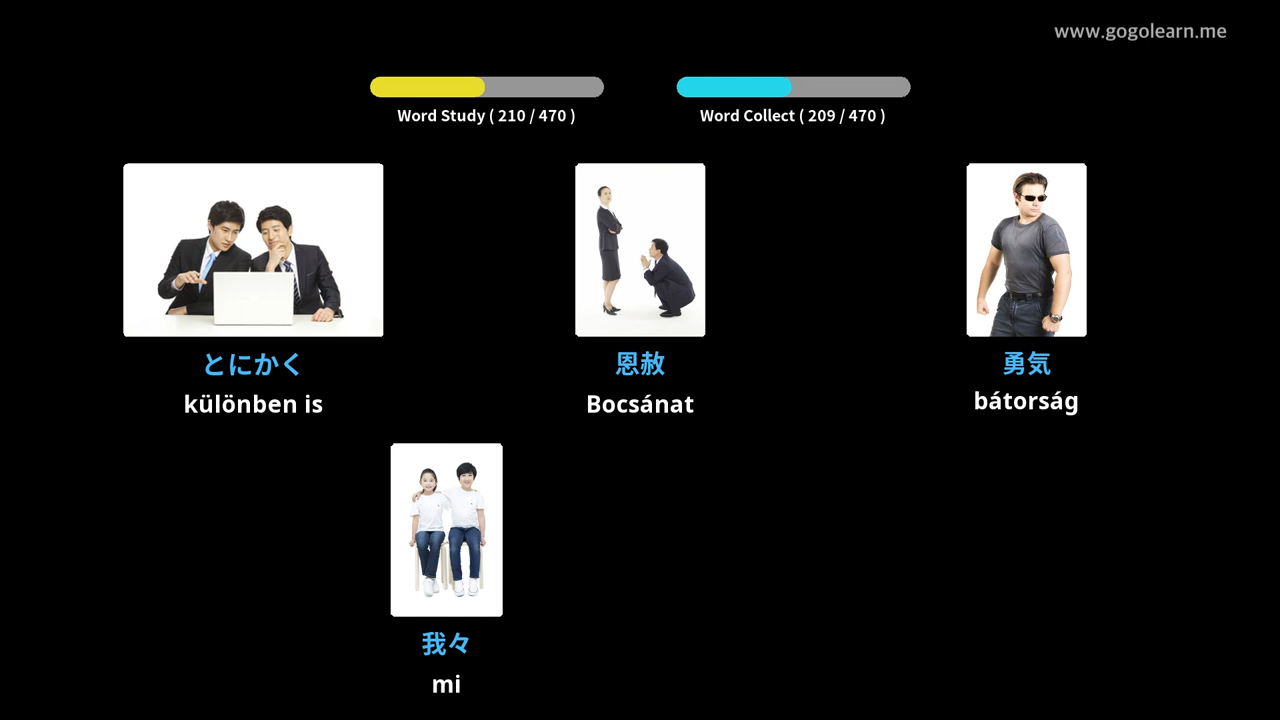 www.gogolearn.me
Word Study ( 210 / 470 )
Word Collect ( 209 / 470 )
とにかく
különben is
恩赦
Bocsánat
勇気
bátorság
我々
mi